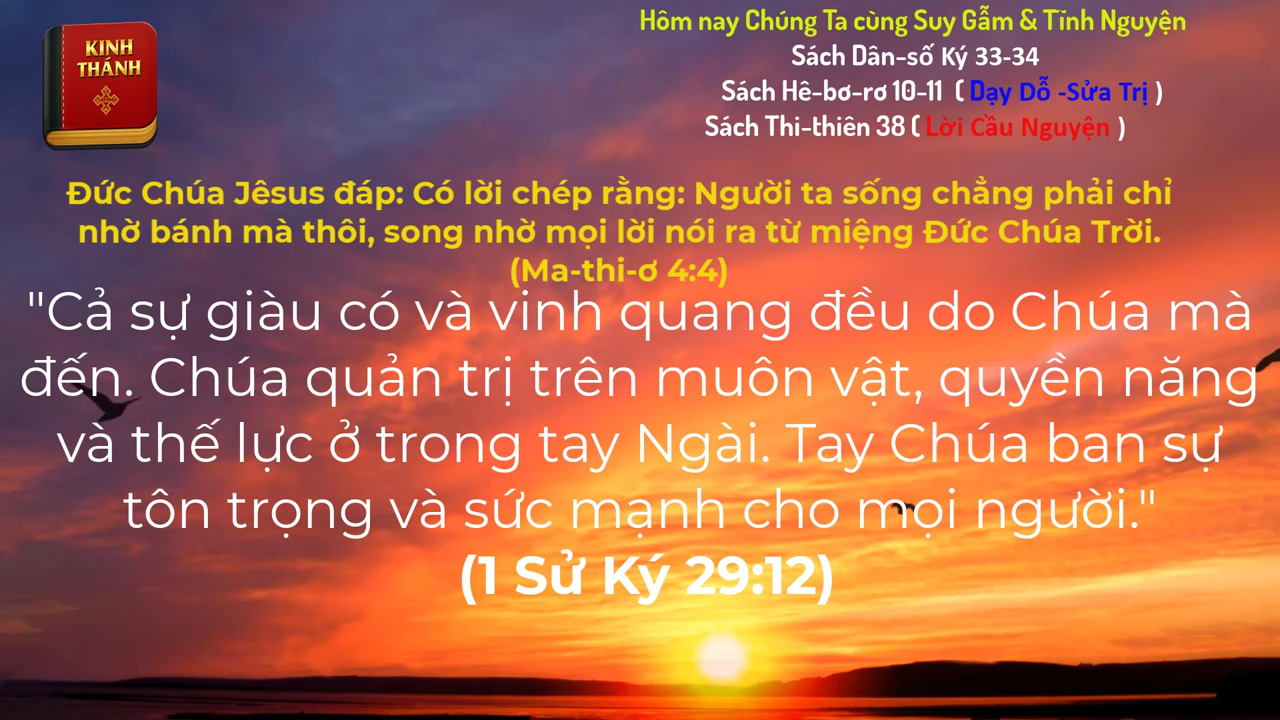 KINH
THÁNH
Hôm nay Chúng Ta cùng Suy Gẫm & Tĩnh Nguyện
Sách Dân-số Ký 33-34
Sách Hê-bơ-rơ 10-11 ( Dạy Dỗ -Sửa Trị )
Sách Thi-thiên 38 ( Lời Cầu Nguyện )
Đức Chúa Jêsus đáp: Có lời chép rằng: Người ta sống chẳng phải chỉ
nhờ bánh mà thôi, song nhờ mọi lời nói ra từ miệng Đức Chúa Trời.
(Ma-thi-ơ 4:4)
"Cả sự giàu có và vinh quang đều do Chúa mà
đến. Chúa quản trị trên muôn vật, quyền năng
và thế lực ở trong tay Ngài. Tay Chúa ban sự
tôn trọng và sức mạnh cho mọi người."
(1 Sử Ký 29:12)